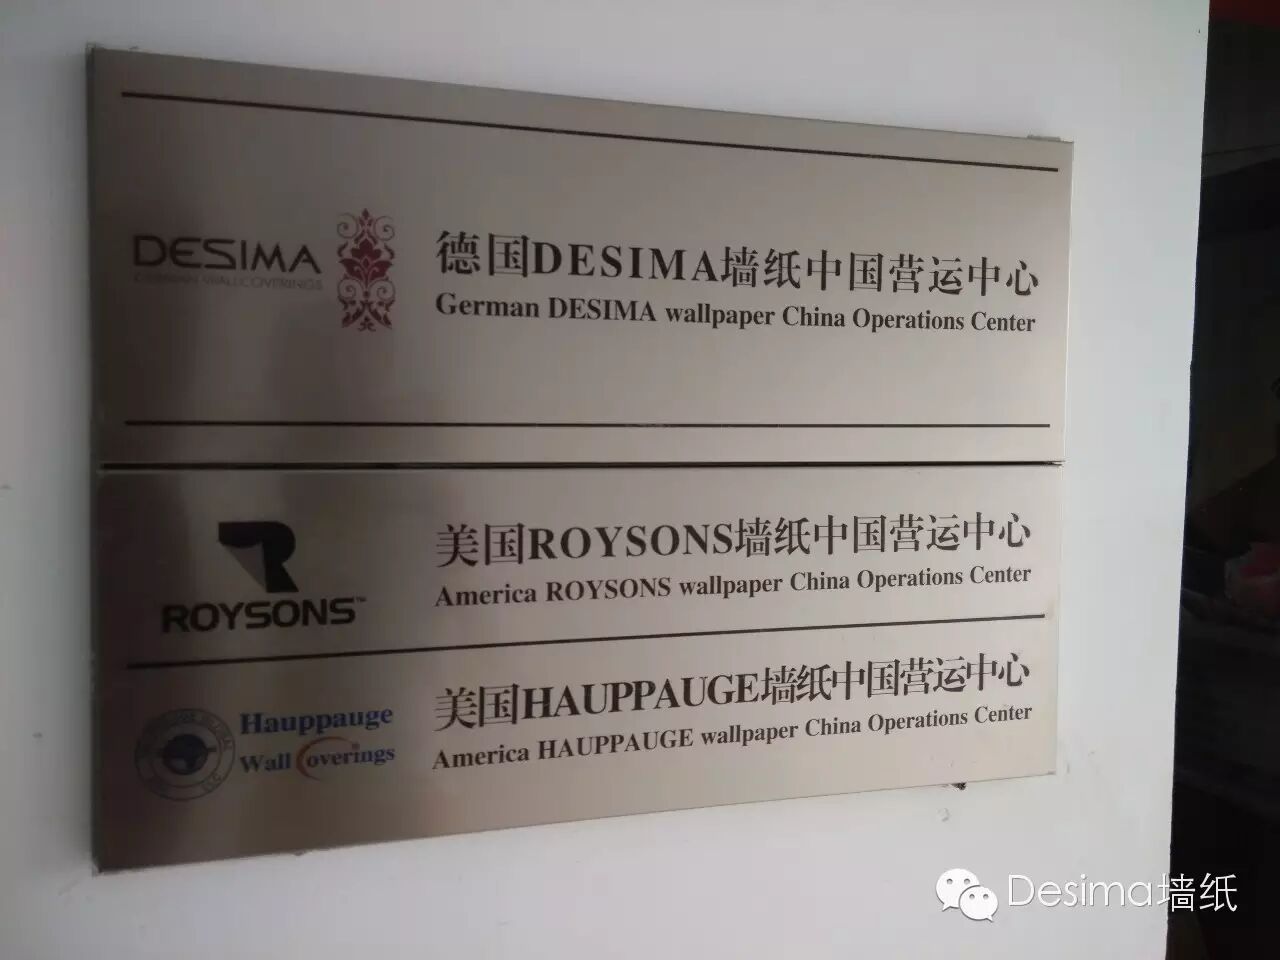 DESIMA
GERMAN WALLCOVERINGS
德国DESIMA墙纸中国营运中心
German DESIMA wallpaper China Operations Center
ROYSONS™
美国ROYSONS墙纸中国营运中心
America ROYSONS wallpaper China Operations Center
Hauppauge
Wall Coverings
美国HAUPPAUGE墙纸中国营运中心
America HAUPPAUGE wallpaper China Operations Center
Desima墙纸